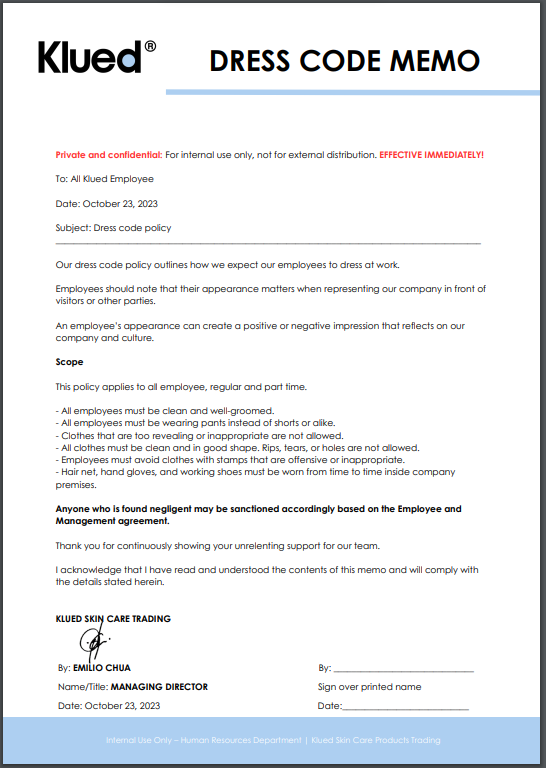 Klued®
DRESS CODE MEMO
Private and confidential: For internal use only, not for external distribution. EFFECTIVE IMMEDIATELY!
To: All Klued Employee
Date: October 23, 2023
Subject: Dress code policy
Our dress code policy outlines how we expect our employees to dress at work.
Employees should note that their appearance matters when representing our company in front of
visitors or other parties.
An employee's appearance can create a positive or negative impression that reflects on our
company and culture.
Scope
This policy applies to all employee, regular and part time.
- All employees must be clean and well-groomed.
- All employees must be wearing pants instead of shorts or alike.
- Clothes that are too revealing or inappropriate are not allowed.
- All clothes must be clean and in good shape. Rips, tears, or holes are not allowed.
- Employees must avoid clothes with stamps that are offensive or inappropriate.
- Hair net, hand gloves, and working shoes must be worn from time to time inside company
premises.
Anyone who is found negligent may be sanctioned accordingly based on the Employee and
Management agreement.
Thank you for continuously showing your unrelenting support for our team.
I acknowledge that I have read and understood the contents of this memo and will comply with
the details stated herein.
KLUED SKIN CARE TRADING
By: EMILIO CHUA
Name/Title: MANAGING DIRECTOR
Date: October 23, 2023
By: ____________________________
Sign over printed name
Date:_________________________
Internal Use Only – Human Resources Department | Klued Skin Care Products Trading